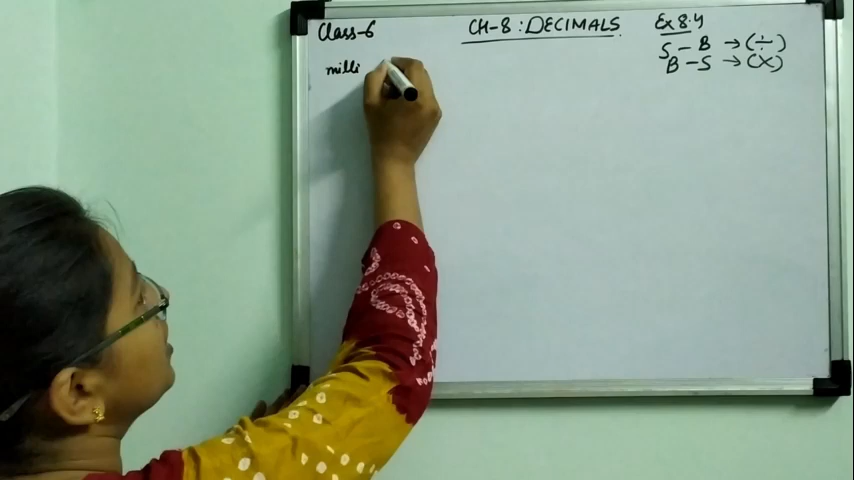 Class-6 CH-8 : DECIMALS Ex 8.4
S - B → (÷)
B - S → (×)
milli